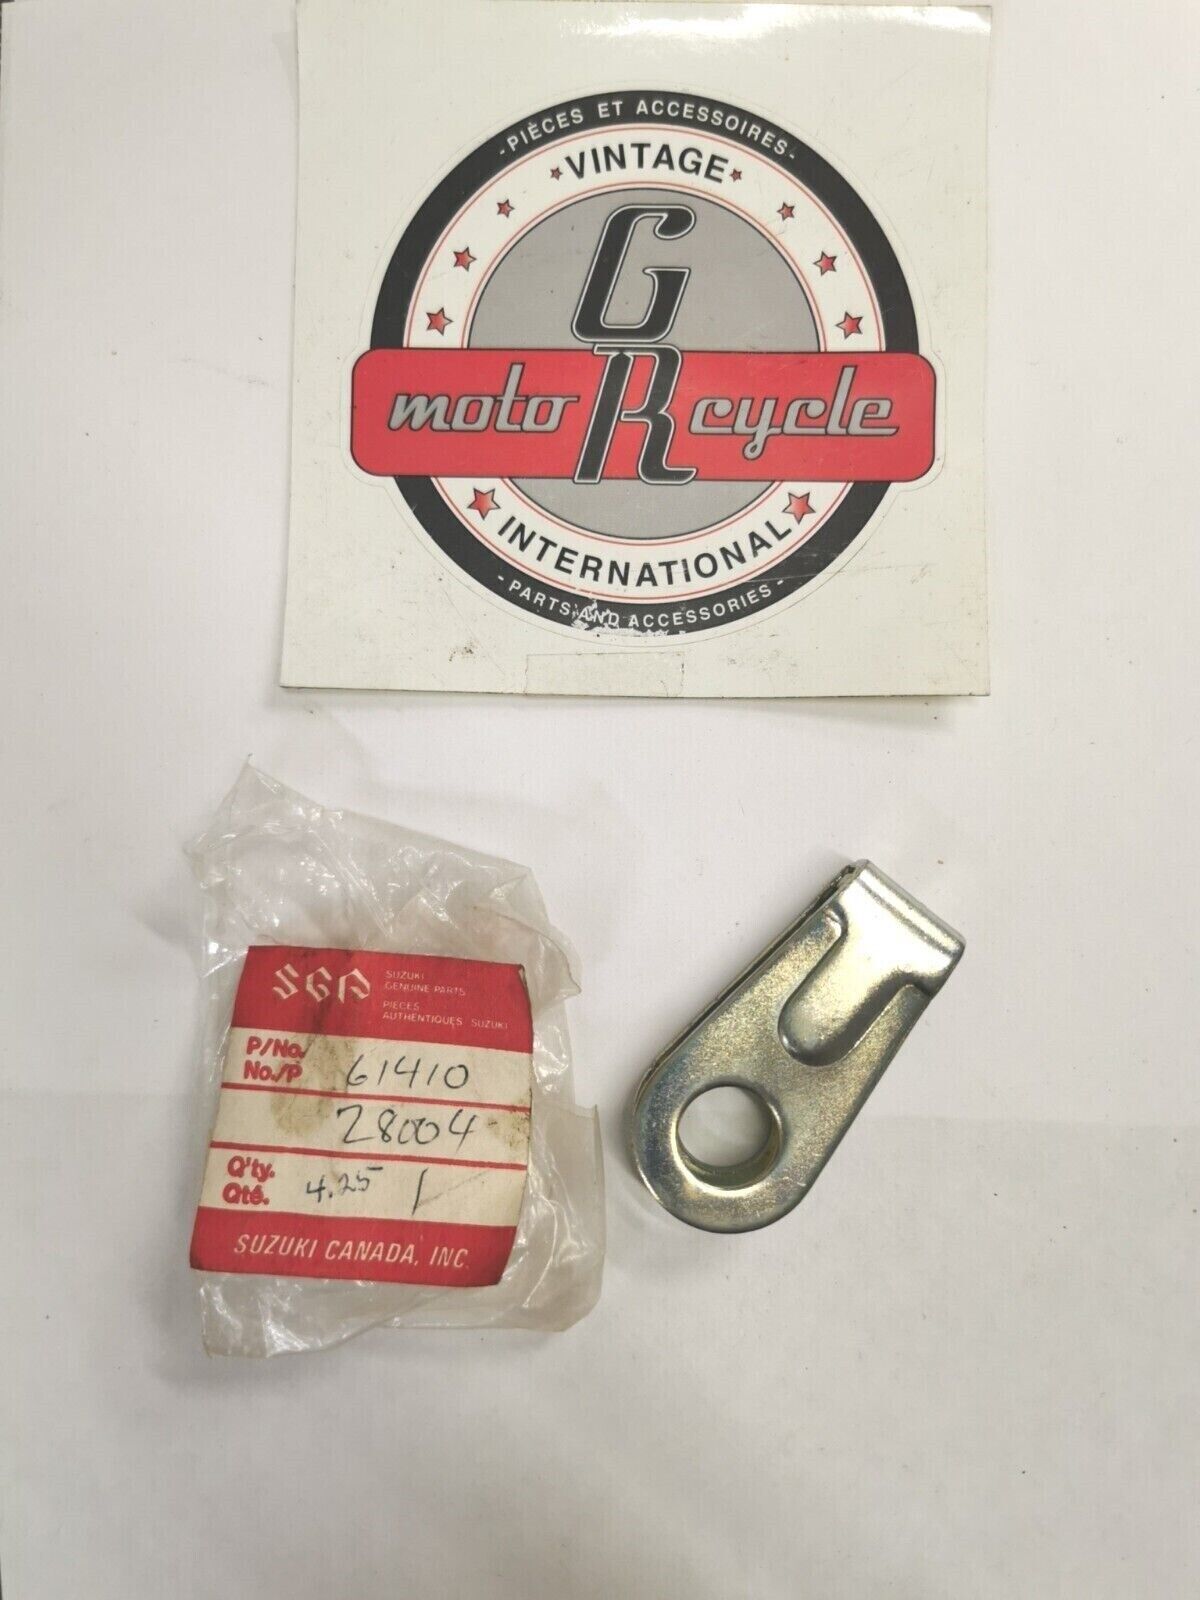 -PIÈCES ET ACCESSOIRES-
VINTAGE
GR
moto cycle
INTERNATIONAL
- PARTS AND ACCESSORIES -
SGP SUZUKI
GENUINE PARTS
PIÈCES
AUTHENTIQUES SUZUKI
P/No.
No./P 61410
28004
Q'ty.
Qté. 4.25 1
SUZUKI CANADA, INC.